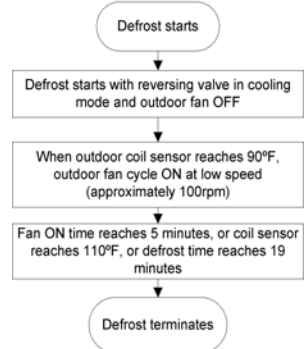 Defrost starts
Defrost starts with reversing valve in cooling
mode and outdoor fan OFF
When outdoor coil sensor reaches 90ºF,
outdoor fan cycle ON at low speed
(approximately 100rpm)
Fan ON time reaches 5 minutes, or coil sensor
reaches 110ºF, or defrost time reaches 19
minutes
Defrost terminates